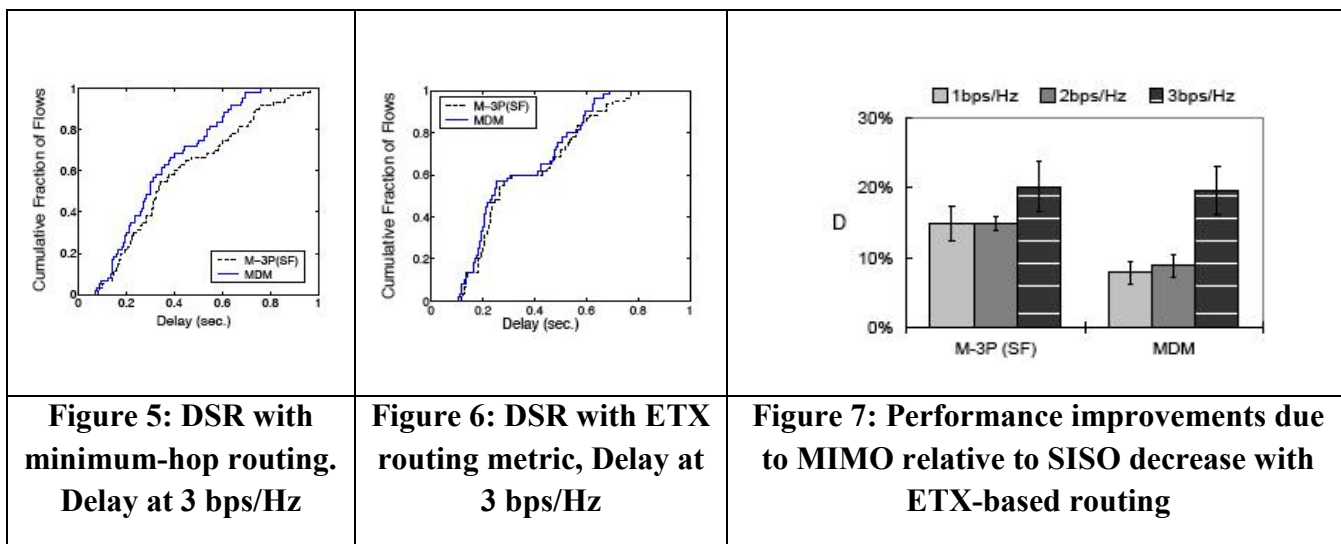 1
0.8
0.6
0.4
0.2
0
0 0.2 0.4 0.6 0.8 1
Cumulative Fraction of Flows
Delay (sec.)
M-3P(SF)
MDM
1
0.8
0.6
0.4
0.2
0
0 0.2 0.4 0.6 0.8 1
Cumulative Fraction of Flows
Delay (sec.)
M-3P(SF)
MDM
1bps/Hz 2bps/Hz 3bps/Hz
30%
20%
D
10%
0%
M-3P (SF) MDM
Figure 5: DSR with
minimum-hop routing.
Delay at 3 bps/Hz
Figure 6: DSR with ETX
routing metric, Delay at
3 bps/Hz
Figure 7: Performance improvements due
to MIMO relative to SISO decrease with
ETX-based routing